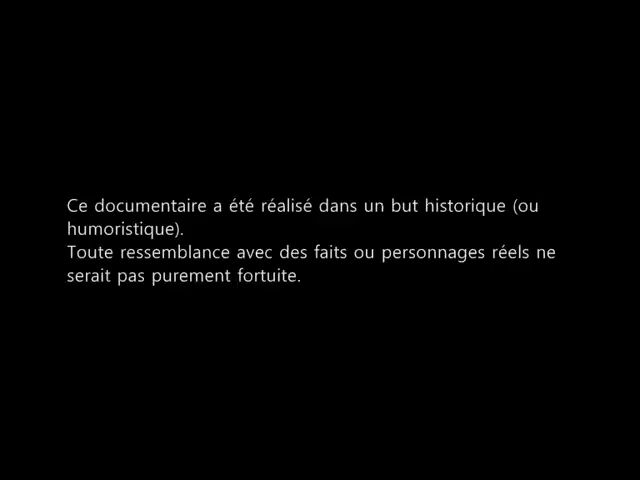 Ce documentaire a été réalisé dans un but historique (ou
humoristique).
Toute ressemblance avec des faits ou personnages réels ne
serait pas purement fortuite.